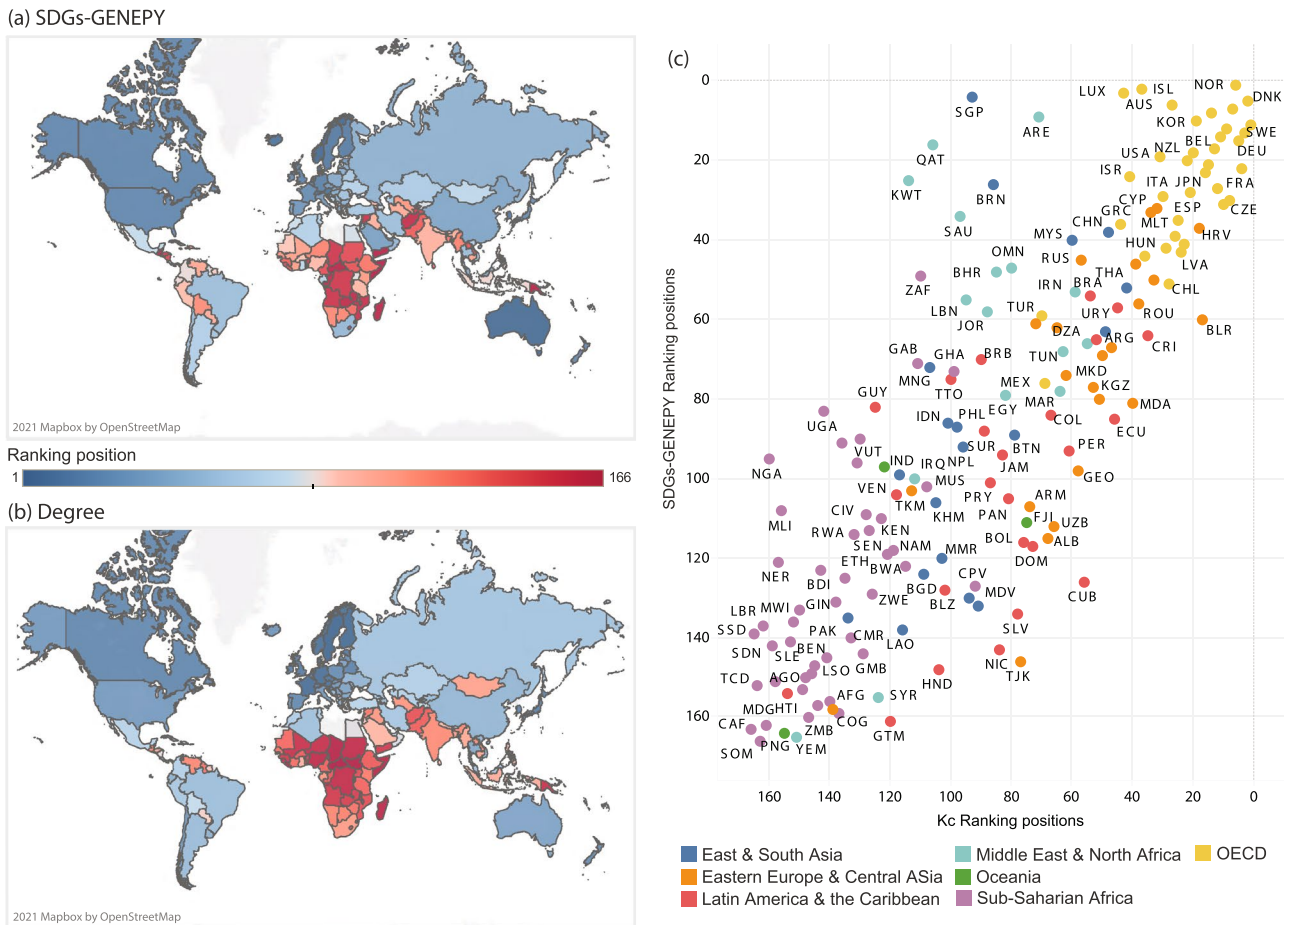 (a) SDGs-GENEPY
2021 Mapbox by OpenStreetMap
Ranking position
1
166
(b) Degree
2021 Mapbox by OpenStreetMap
(c)
SDGs-GENEPY Ranking positions
0
20
40
60
80
100
120
140
160
LUX
ISL
NOR
AUS
DNK
SGP
ARE
KOR
SWE
QAT
USA
NZL
BEL
DEU
KWT
ISR
ITA
JPN
FRA
BRN
CYP
SAU
GRC
ESP
CZE
CHN
MLT
MYS
HRV
OMN
RUS
HUN
LVA
ZAF
BHR
IRN
BRA
THA
CHL
LBN
TUR
URY
ROU
JOR
DZA
ARG
BLR
GAB
GHA
BRB
TUN
CRI
MNG
TTO
MEX
MKD
KGZ
GUY
EGY
MAR
MDA
UGA
IDN
PHL
COL
ECU
VUT
SUR
BTN
PER
NGA
IND
IRQ
NPL
JAM
GEO
VEN
MUS
TKM
PRY
ARM
MLI
CIV
KHM
PAN
FJI
UZB
RWA
KEN
BOL
ALB
SEN
NAM
MMR
DOM
NER
ETH
BWA
BDI
BGD
CPV
CUB
LBR
MWI
GIN
ZWE
BLZ
MDV
SSD
PAK
CMR
LAO
SLV
SDN
SLE
BEN
NIC
TCD
AGO
LSO
GMB
HND
TJK
MDG
HTI
AFG
SYR
CAF
ZMB
COG
GTM
SOM
PNG
YEM
160
140
120
100
80
60
40
20
0
Kc Ranking positions
East & South Asia
Middle East & North Africa
OECD
Eastern Europe & Central ASia
Oceania
Latin America & the Caribbean
Sub-Saharian Africa